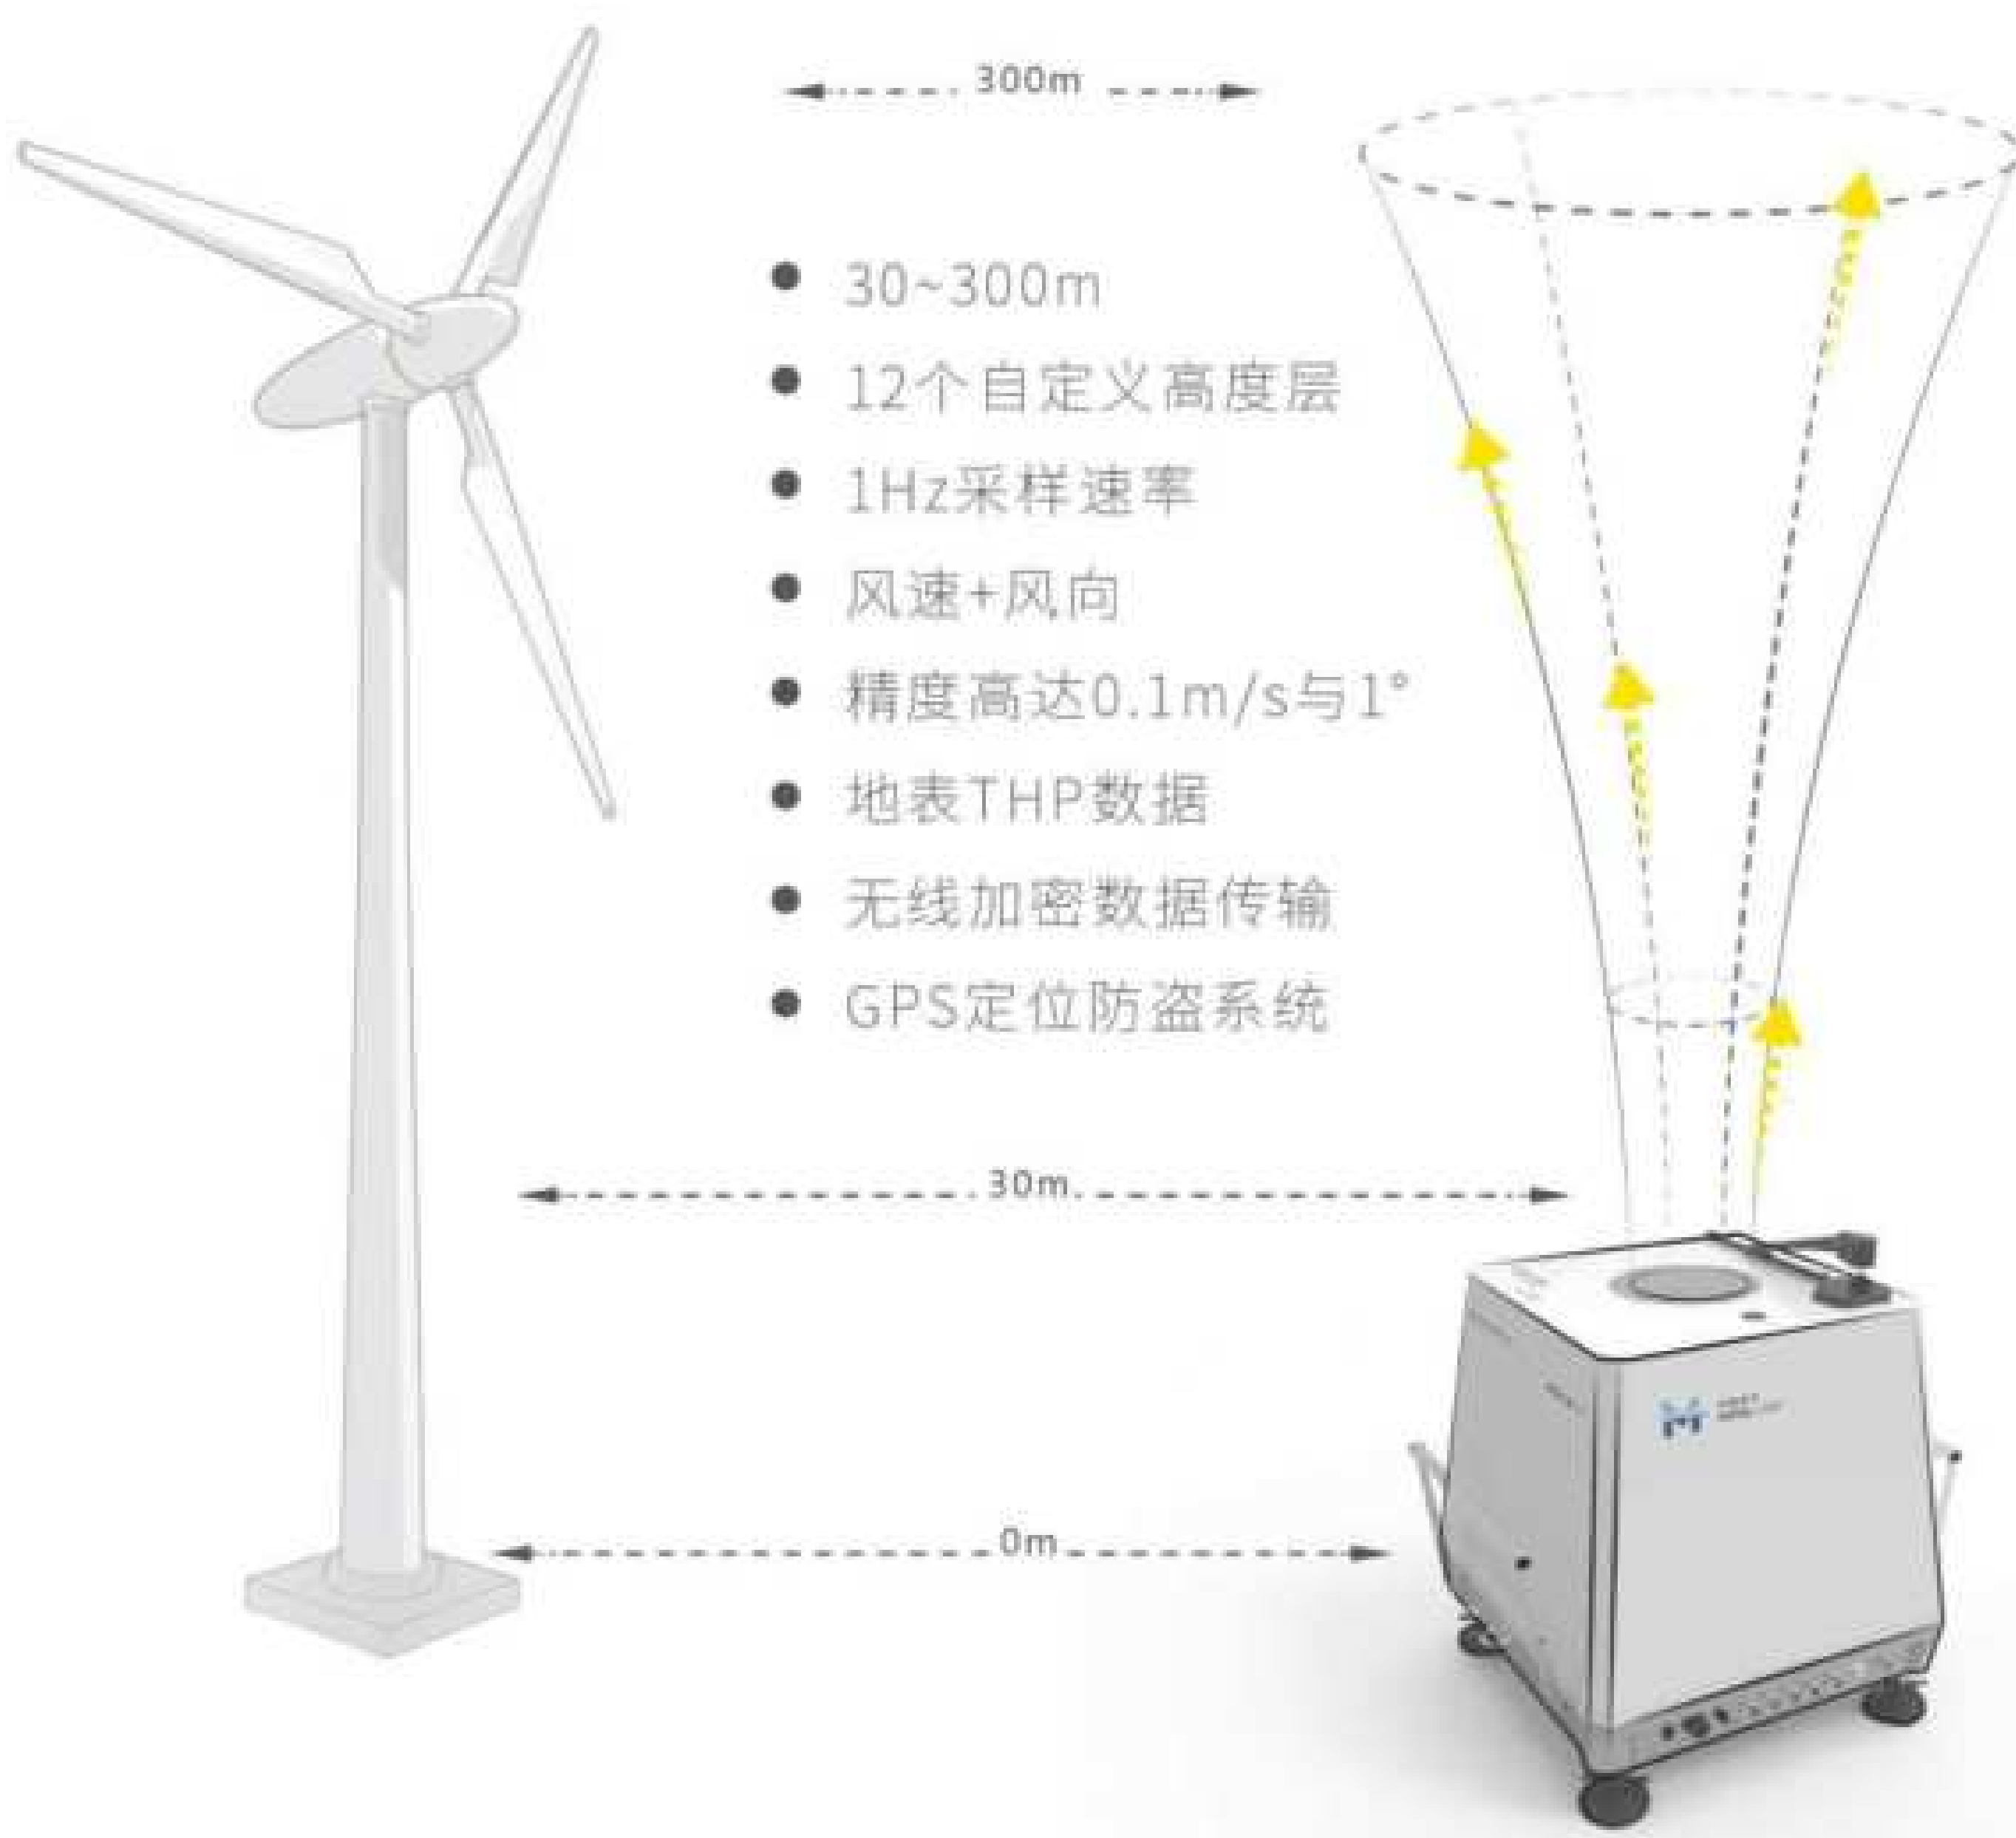 300m
30~300m
12个自定义高度层
1Hz采样速率
风速+风向
精度高达0.1m/s与1°
地表THP数据
无线加密数据传输
GPS定位防盗系统
30m
0m